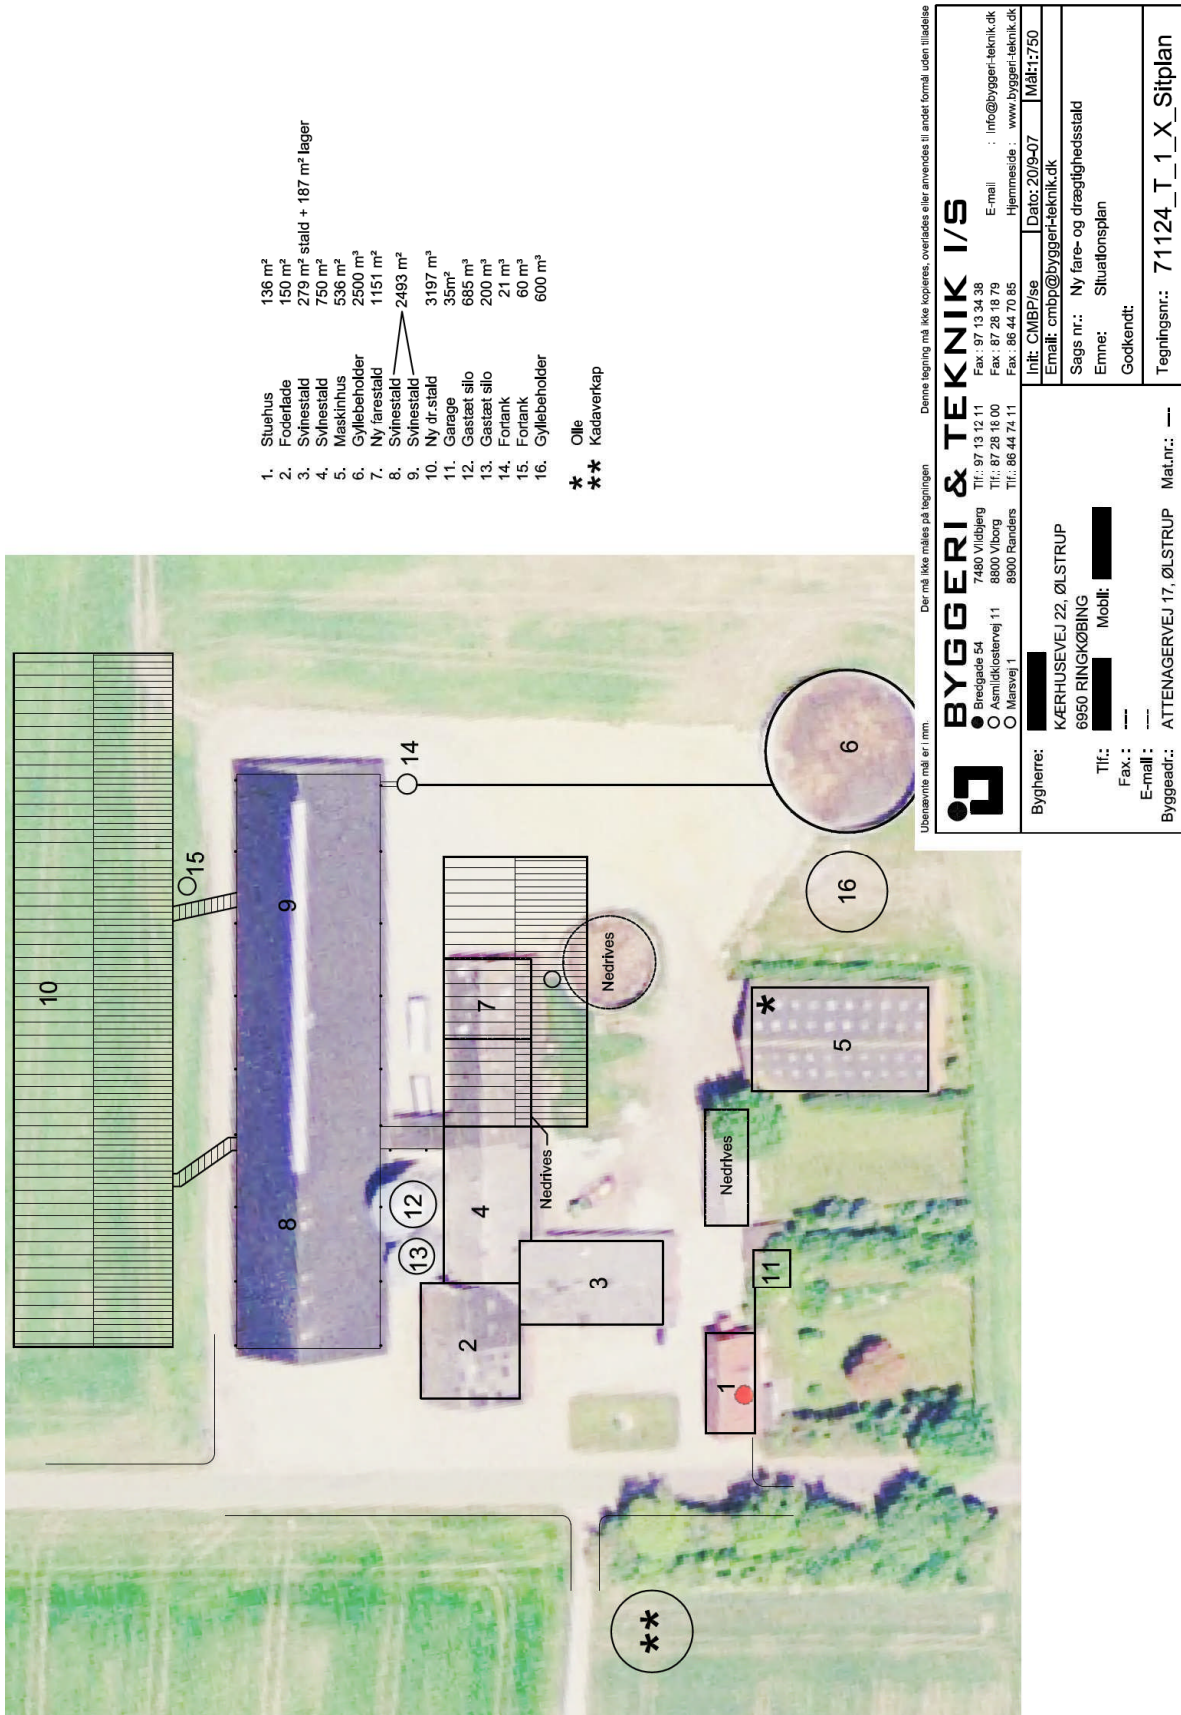 1. Stuehus 136 m²
2. Foderlade 150 m²
3. Svinestald 279 m² stald + 187 m² lager
4. Svinestald 750 m²
5. Maskinhus 536 m²
6. Gyllebeholder 2500 m³
7. Ny farestald 1151 m²
8. Svinestald 2493 m²
9. Svinestald
10. Ny dr.stald 3197 m²
11. Garage 35m²
12. Gastæt silo 685 m³
13. Gastæt silo 200 m³
14. Fortank 21 m³
15. Fortank 60 m³
16. Gyllebeholder 600 m³
* Olie
** Kadaverkap
10
15
9
8
14
12
13
7
4
Nedrives
Nedrives
2
3
6
16
* 5
Nedrives
11
1
**
Ubenævnte mål er i mm. Der må ikke måles på tegningen Denne tegning må ikke kopieres, overlades eller anvendes til andet formål uden tilladelse
BYGGERI & TEKNIK I/S
Bredgade 54 7480 Vildbjerg Tlf.: 97 13 12 11 Fax : 97 13 34 38 E-mail : info@byggeri-teknik.dk
Asmildklostervej 11 8800 Viborg Tlf.: 87 28 18 00 Fax : 87 28 18 79
Marsvej 1 8900 Randers Tlf.: 86 44 74 11 Fax : 86 44 70 85 Hjemmeside : www.byggeri-teknik.dk
Bygherre:
KÆRHUSEVEJ 22, ØLSTRUP
6950 RINGKØBING
Tlf.: Mobil:
Fax. : ---
E-mail : ---
Byggeadr.: ATTENAGERVEJ 17, ØLSTRUP Mat.nr.: ---
Init: CMBP/se Dato: 20/9-07 Mål:1:750
Email: cmbp@byggeri-teknik.dk
Sags nr.: Ny fare- og drægtighedsstald
Emne: Situationsplan
Godkendt:
Tegningsnr.: 71124_T_1_X_Sitplan